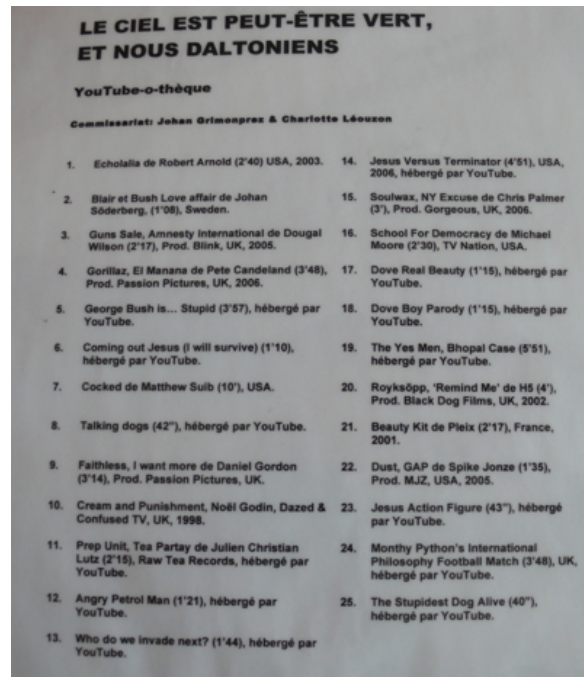 LE CIEL EST PEUT-ÊTRE VERT,
ET NOUS DALTONIENS
YouTube-o-thèque
Commissariat: Johan Grimonprez & Charlotte Léouzon
1. Echolalia de Robert Arnold (2'40) USA, 2003.
2. Blair et Bush Love affair de Johan
Söderberg, (1'08), Sweden.
3. Guns Sale, Amnesty International de Dougal
Wilson (2'17), Prod. Blink, UK, 2005.
4. Gorillaz, El Manana de Pete Candeland (3'48),
Prod. Passion Pictures, UK, 2006.
5. George Bush is... Stupid (3'57), hébergé par
YouTube.
6. Coming out Jesus (I will survive) (1'10),
hébergé par YouTube.
7. Cocked de Matthew Suib (10'), USA.
8. Talking dogs (42"), hébergé par YouTube.
9. Faithless, I want more de Daniel Gordon
(3'14), Prod. Passion Pictures, UK.
10. Cream and Punishment, Noël Godin, Dazed &
Confused TV, UK, 1998.
11. Prep Unit, Tea Partay de Julien Christian
Lutz (2'15), Raw Tea Records, hébergé par
YouTube.
12. Angry Petrol Man (1'21), hébergé par
YouTube.
13. Who do we invade next? (1'44), hébergé par
YouTube.
14. Jesus Versus Terminator (4'51), USA,
2006, hébergé par YouTube.
15. Soulwax, NY Excuse de Chris Palmer
(3'), Prod. Gorgeous, UK, 2006.
16. School For Democracy de Michael
Moore (2'30), TV Nation, USA.
17. Dove Real Beauty (1'15), hébergé par
YouTube.
18. Dove Boy Parody (1'15), hébergé par
YouTube.
19. The Yes Men, Bhopal Case (5'51),
hébergé par YouTube.
20. Royksöpp, 'Remind Me' de H5 (4'),
Prod. Black Dog Films, UK, 2002.
21. Beauty Kit de Pleix (2'17), France,
2001.
22. Dust, GAP de Spike Jonze (1'35),
Prod. MJZ, USA, 2005.
23. Jesus Action Figure (43"), hébergé
par YouTube.
24. Monthy Python's International
Philosophy Football Match (3'48), UK,
hébergé par YouTube.
25. The Stupidest Dog Alive (40"),
hébergé par YouTube.